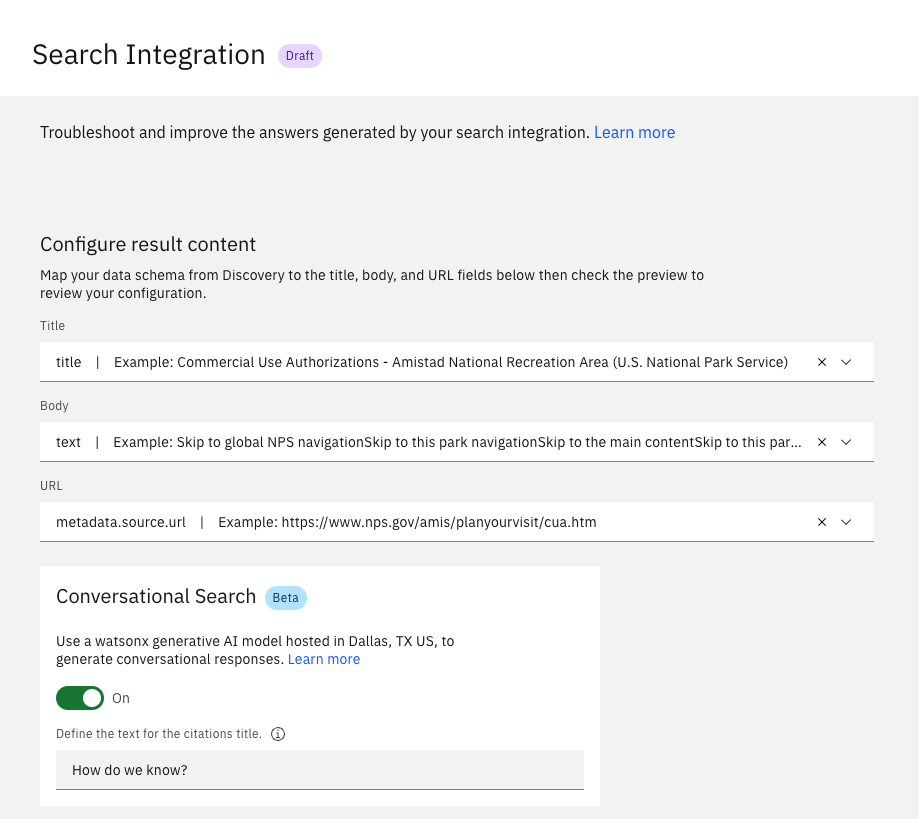 Search Integration Draft
Troubleshoot and improve the answers generated by your search integration. Learn more
Configure result content
Map your data schema from Discovery to the title, body, and URL fields below then check the preview to
review your configuration.
Title
title | Example: Commercial Use Authorizations - Amistad National Recreation Area (U.S. National Park Service)
Body
text | Example: Skip to global NPS navigationSkip to this park navigationSkip to the main contentSkip to this par...
URL
metadata.source.url | Example: https://www.nps.gov/amis/planyourvisit/cua.htm
Conversational Search Beta
Use a watsonx generative AI model hosted in Dallas, TX US, to
generate conversational responses. Learn more
On
Define the text for the citations title.
How do we know?